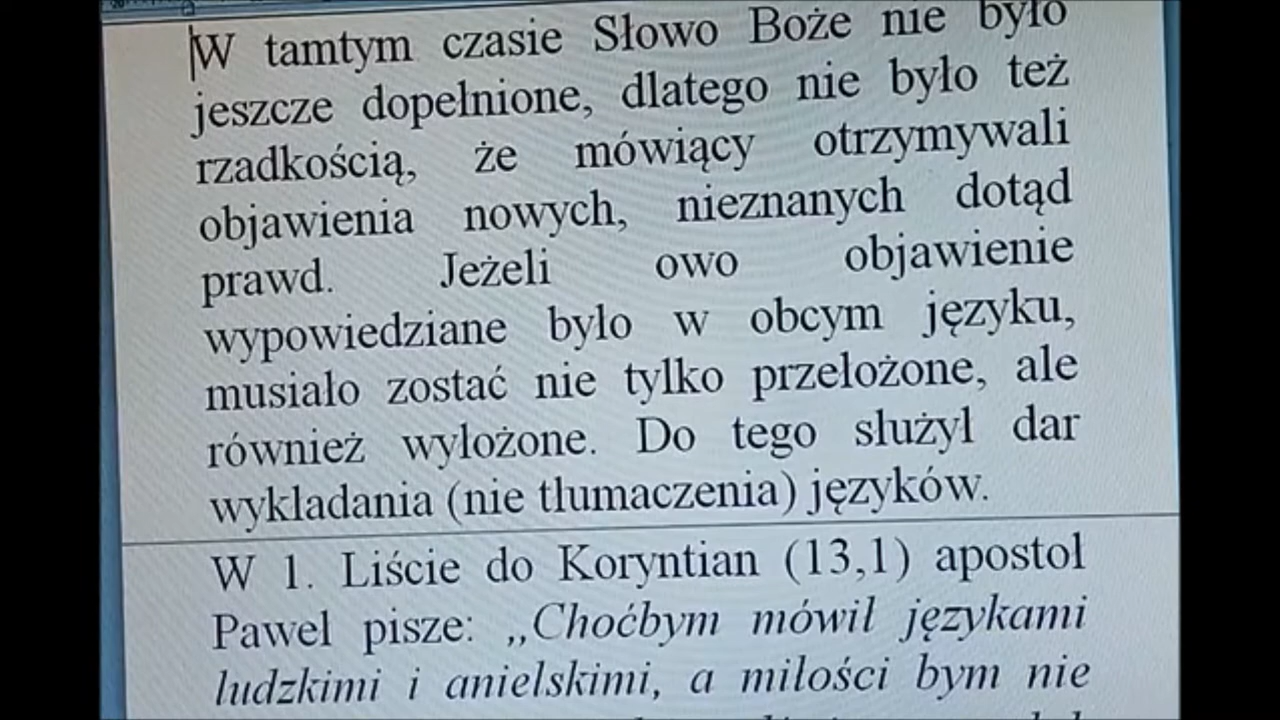 W tamtym czasie Słowo Boże nie było
jeszcze dopełnione, dlatego nie było też
rzadkością, że mówiący otrzymywali
objawienia nowych, nieznanych dotąd
prawd. Jeżeli owo objawienie
wypowiedziane było w obcym języku,
musiało zostać nie tylko przełożone, ale
również wyłożone. Do tego służył dar
wykładania (nie tłumaczenia) języków.
W 1. Liście do Koryntian (13,1) apostoł
Paweł pisze: „Choćbym mówił językami
ludzkimi i anielskimi, a miłości bym nie